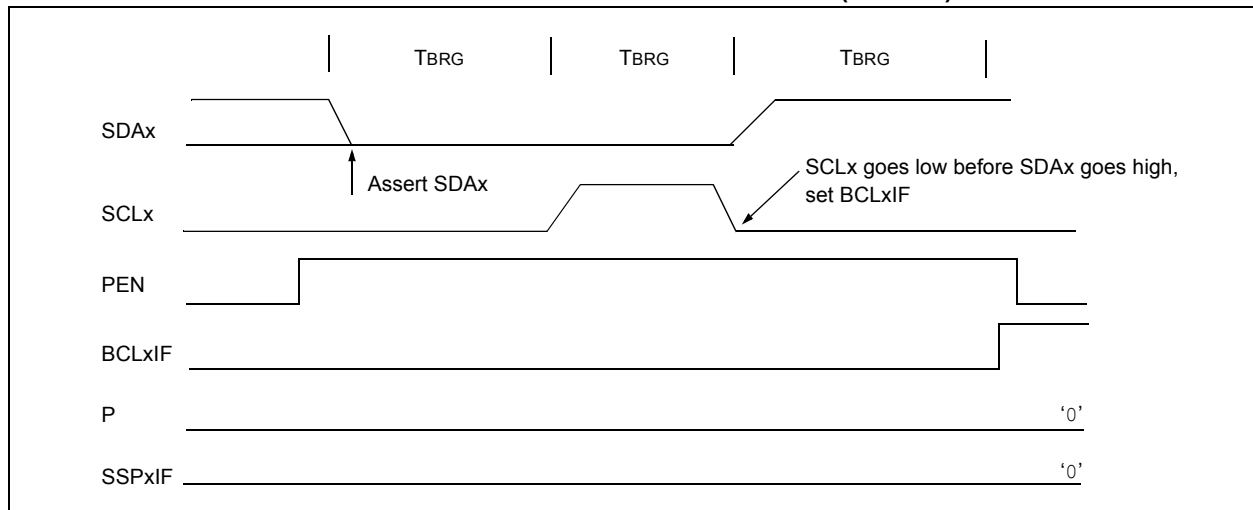 TBRG TBRG TBRG
SDAx
Assert SDAx
SCLx goes low before SDAx goes high,
set BCLxIF
SCLx
PEN
BCLxIF
P ‘0’
SSPxIF ‘0’